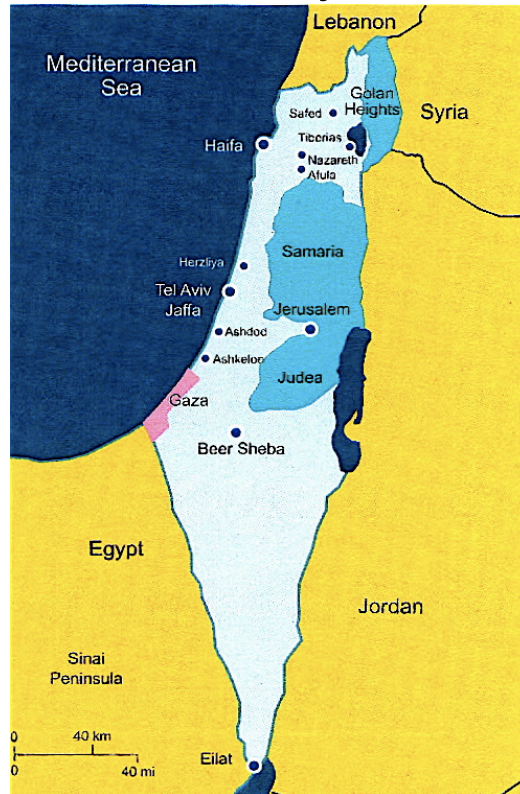 Lebanon
Mediterranean
Sea
Golan
Heights
Syria
Safed
Tiberias
Haifa
Nazareth
Afula
Samaria
Herzliya
Tel Aviv
Jaffa
Jerusalem
Ashdod
Ashkelon
Judea
Gaza
Beer Sheba
Egypt
Jordan
Sinai
Peninsula
0 40 km
0 40 mi
Eilat